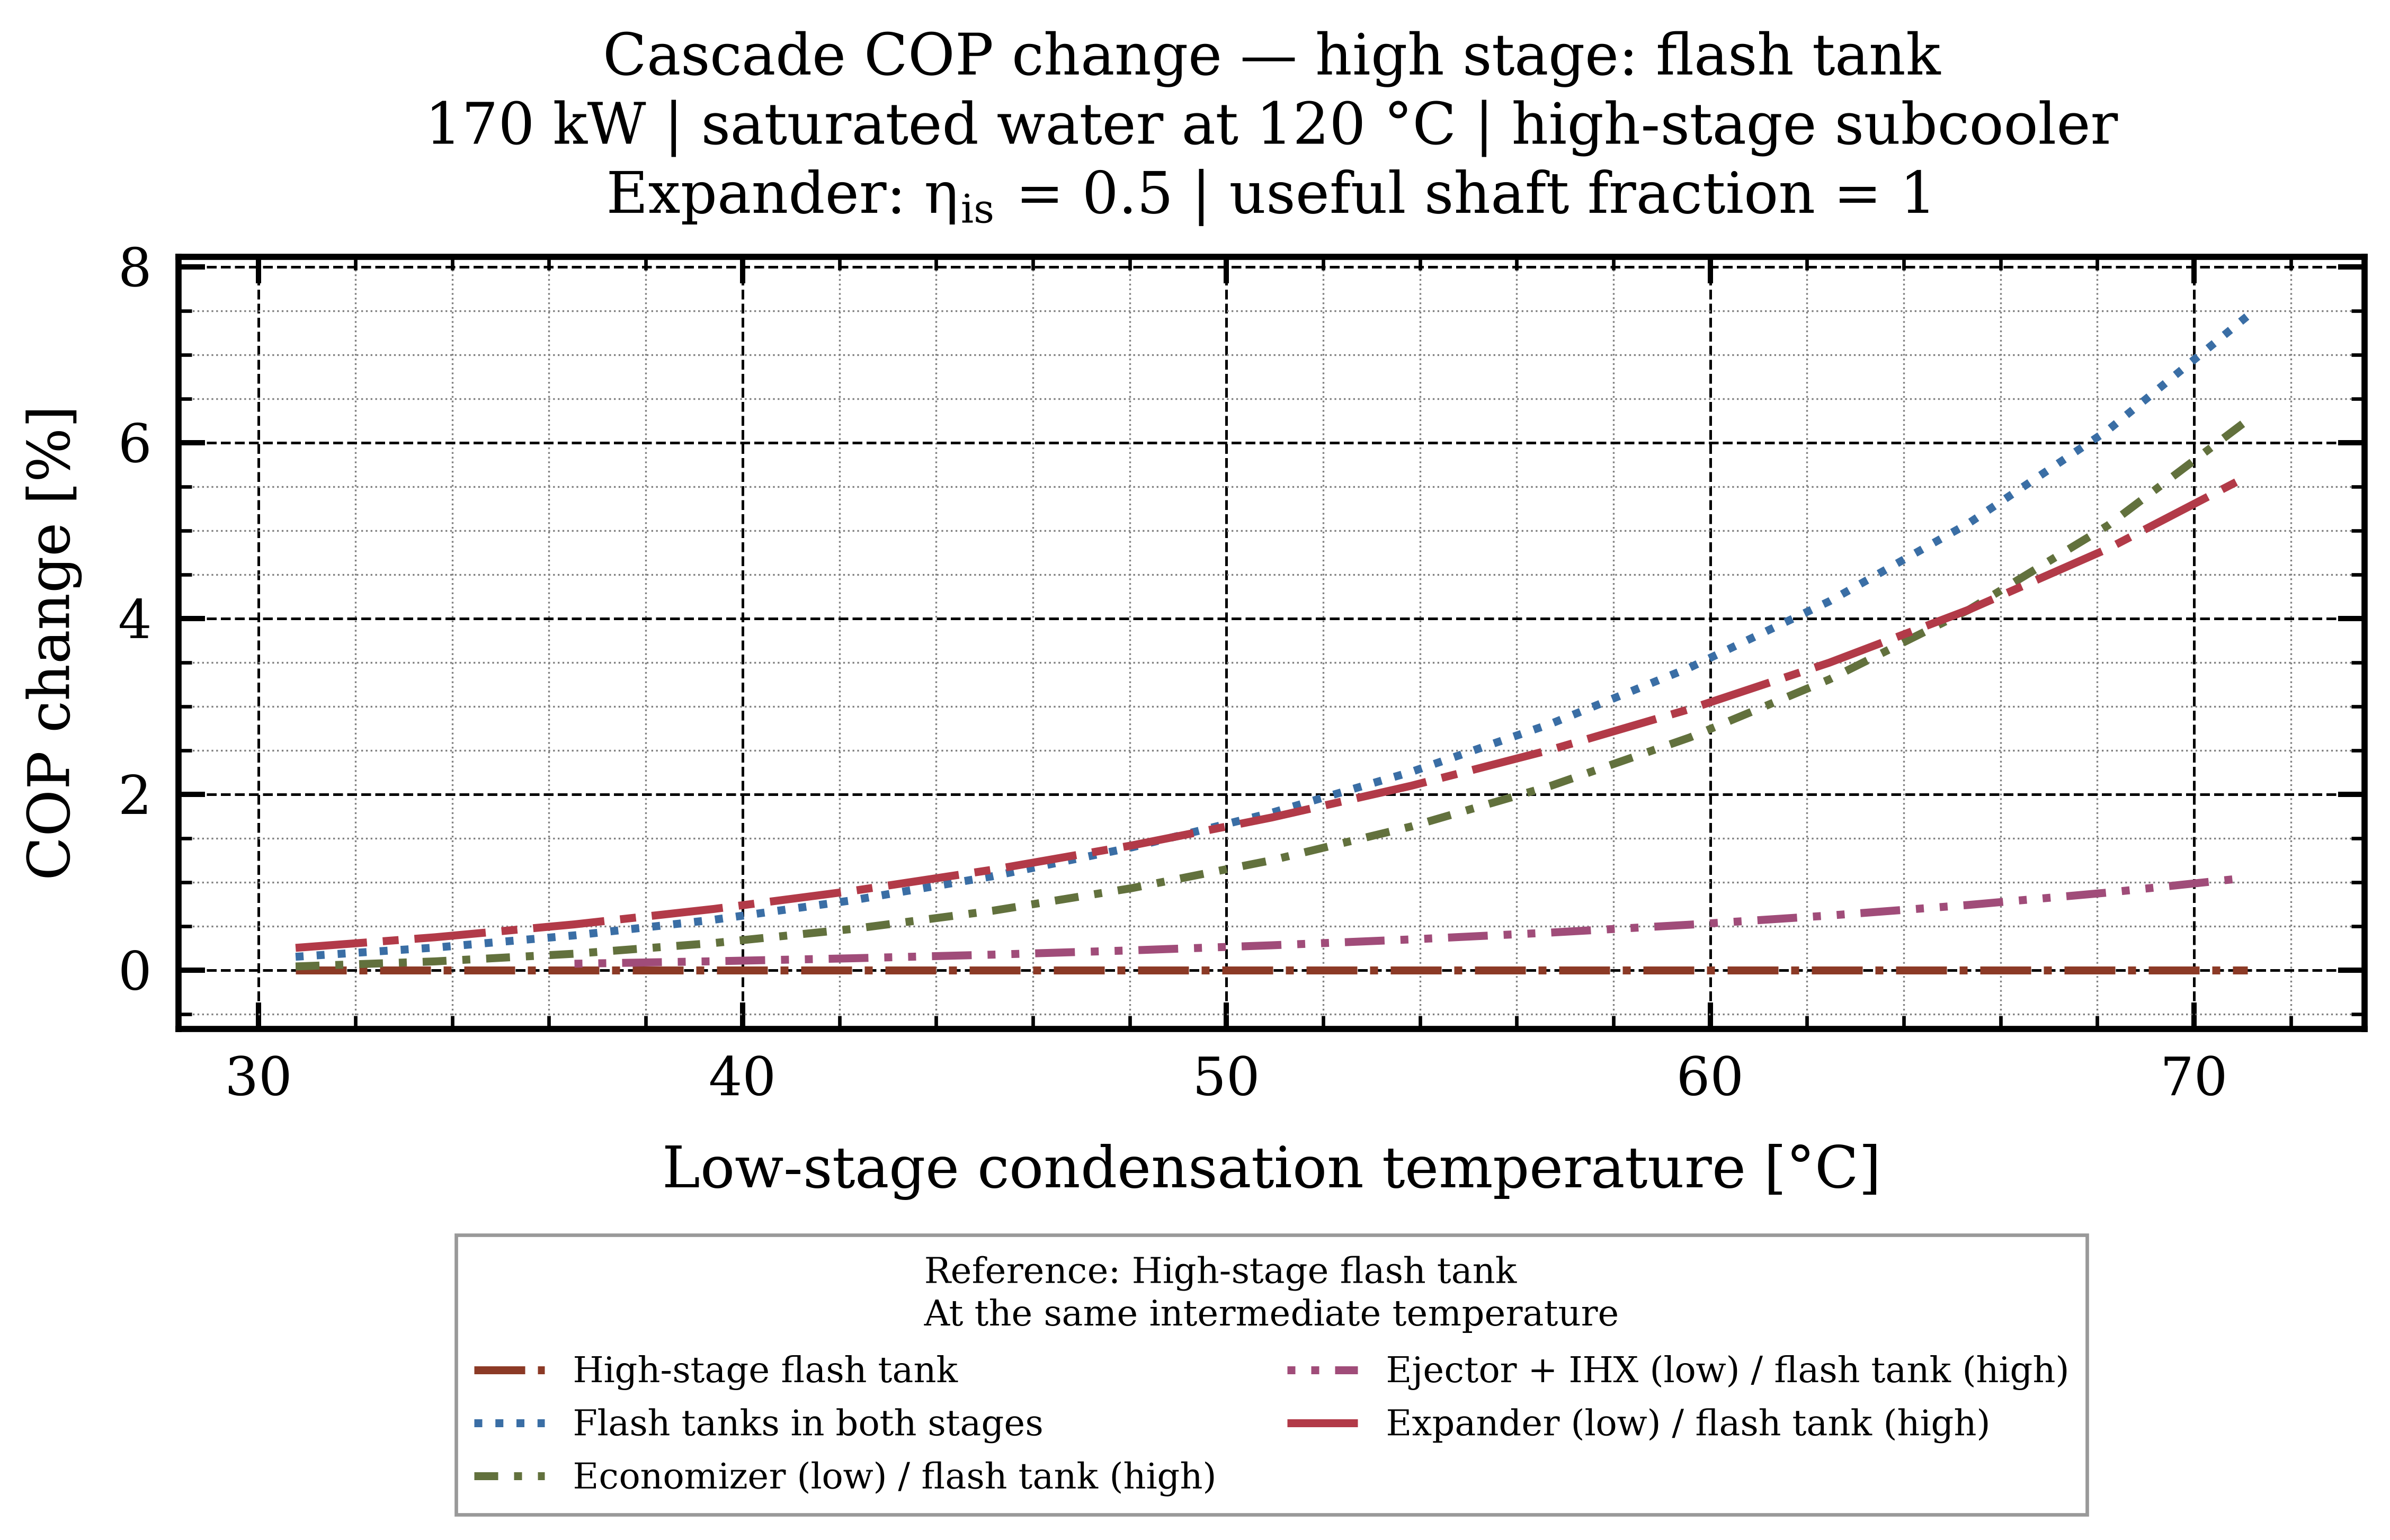 Cascade COP change — high stage: flash tank
170 kW | saturated water at 120 °C | high-stage subcooler
Expander: ηis = 0.5 | useful shaft fraction = 1
COP change [%]
8
6
4
2
0
30 40 50 60 70
Low-stage condensation temperature [°C]
Reference: High-stage flash tank
At the same intermediate temperature
High-stage flash tank
Flash tanks in both stages
Economizer (low) / flash tank (high)
Ejector + IHX (low) / flash tank (high)
Expander (low) / flash tank (high)